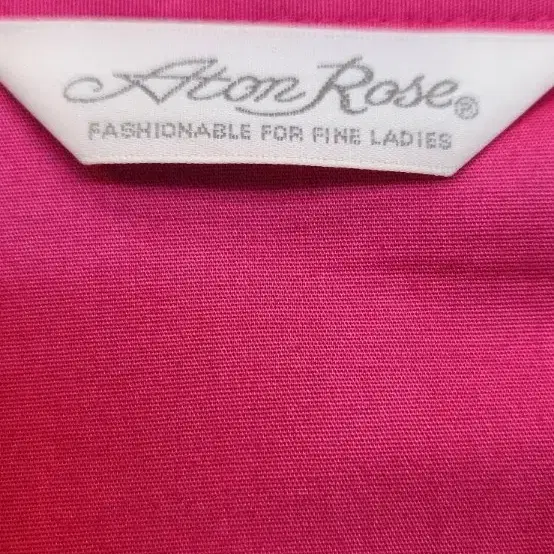 Aton Rose®
FASHIONABLE FOR FINE LADIES